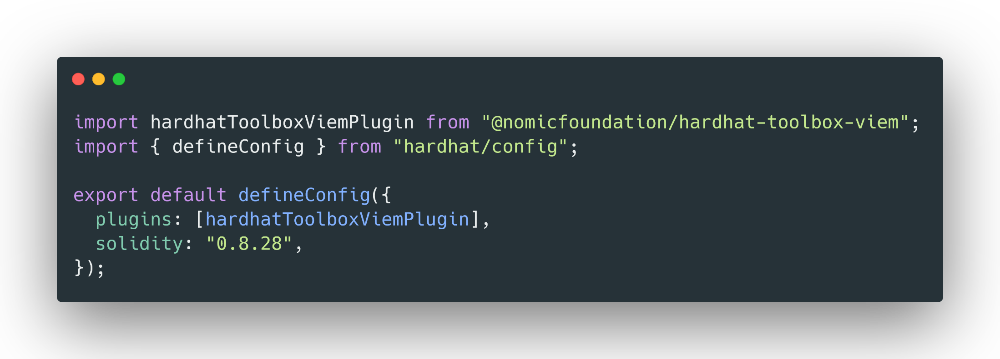 import hardhatToolboxViemPlugin from "@nomicfoundation/hardhat-toolbox-viem";
import { defineConfig } from "hardhat/config";

export default defineConfig({
  plugins: [hardhatToolboxViemPlugin],
  solidity: "0.8.28",
});